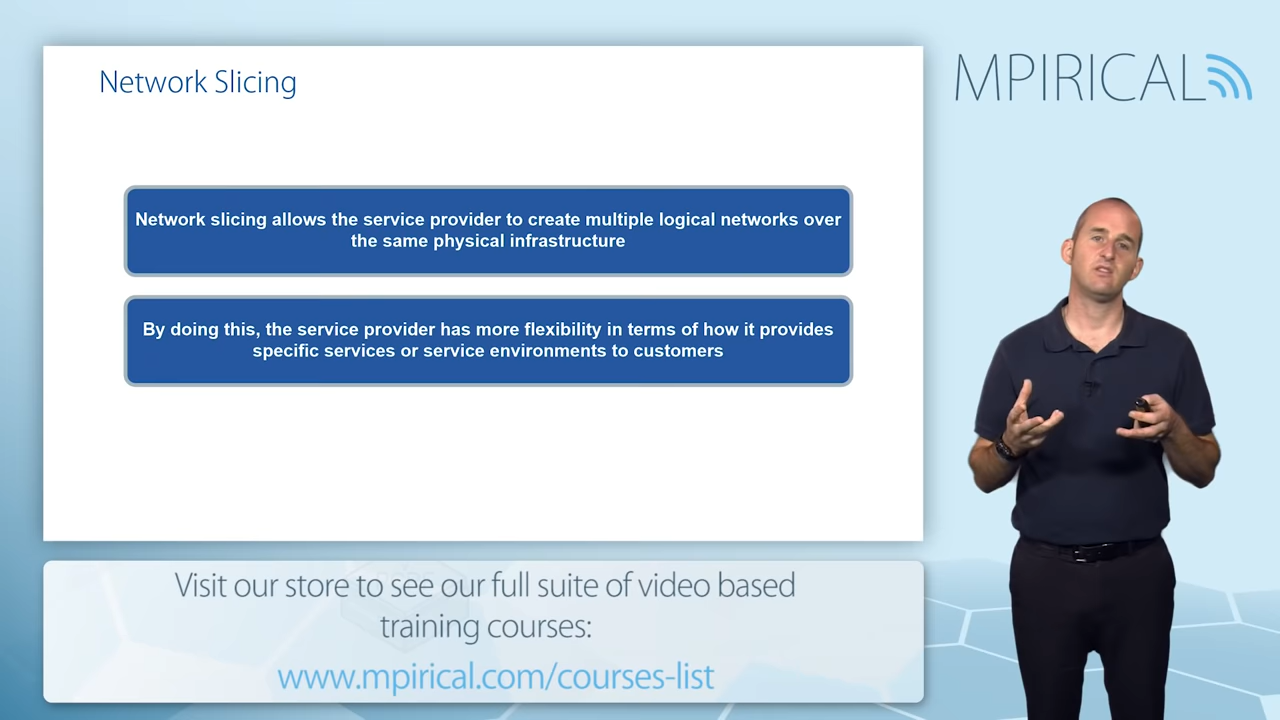 Network Slicing
MPIRICAL
Network slicing allows the service provider to create multiple logical networks over
the same physical infrastructure
By doing this, the service provider has more flexibility in terms of how it provides
specific services or service environments to customers
Visit our store to see our full suite of video based
training courses:
www.mpirical.com/courses-list